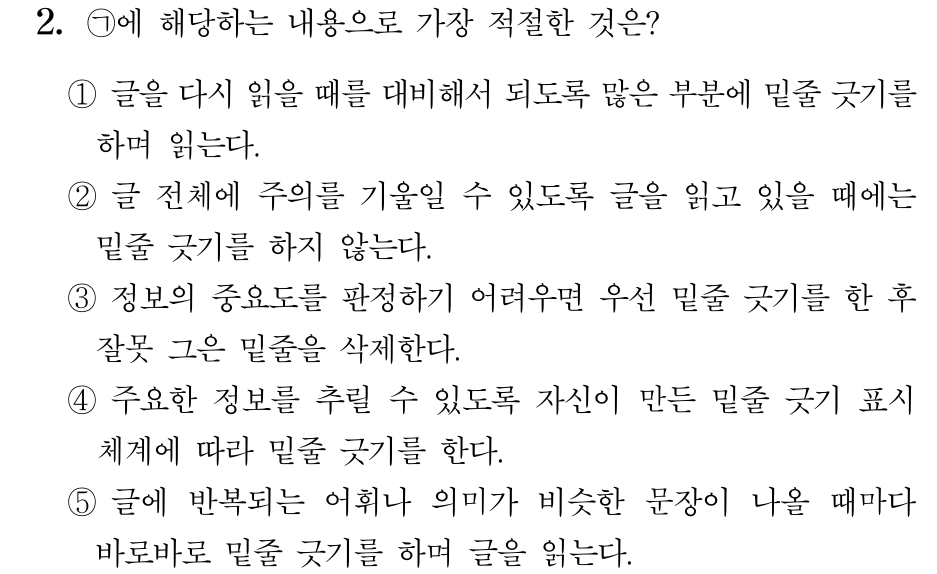 2. ㉠에 해당하는 내용으로 가장 적절한 것은?
① 글을 다시 읽을 때를 대비해서 되도록 많은 부분에 밑줄 긋기를
하며 읽는다.
② 글 전체에 주의를 기울일 수 있도록 글을 읽고 있을 때에는
밑줄 긋기를 하지 않는다.
③ 정보의 중요도를 판정하기 어려우면 우선 밑줄 긋기를 한 후
잘못 그은 밑줄을 삭제한다.
④ 주요한 정보를 추릴 수 있도록 자신이 만든 밑줄 긋기 표시
체계에 따라 밑줄 긋기를 한다.
⑤ 글에 반복되는 어휘나 의미가 비슷한 문장이 나올 때마다
바로바로 밑줄 긋기를 하며 글을 읽는다.